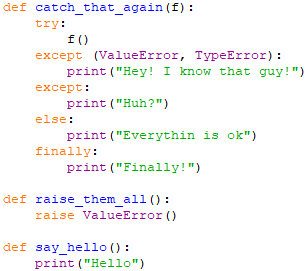 def catch_that_again(f):
    try:
        f()
    except (ValueError, TypeError):
        print("Hey! I know that guy!")
    except:
        print("Huh?")
    else:
        print("Everythin is ok")
    finally:
        print("Finally!")

def raise_them_all():
    raise ValueError()

def say_hello():
    print("Hello")